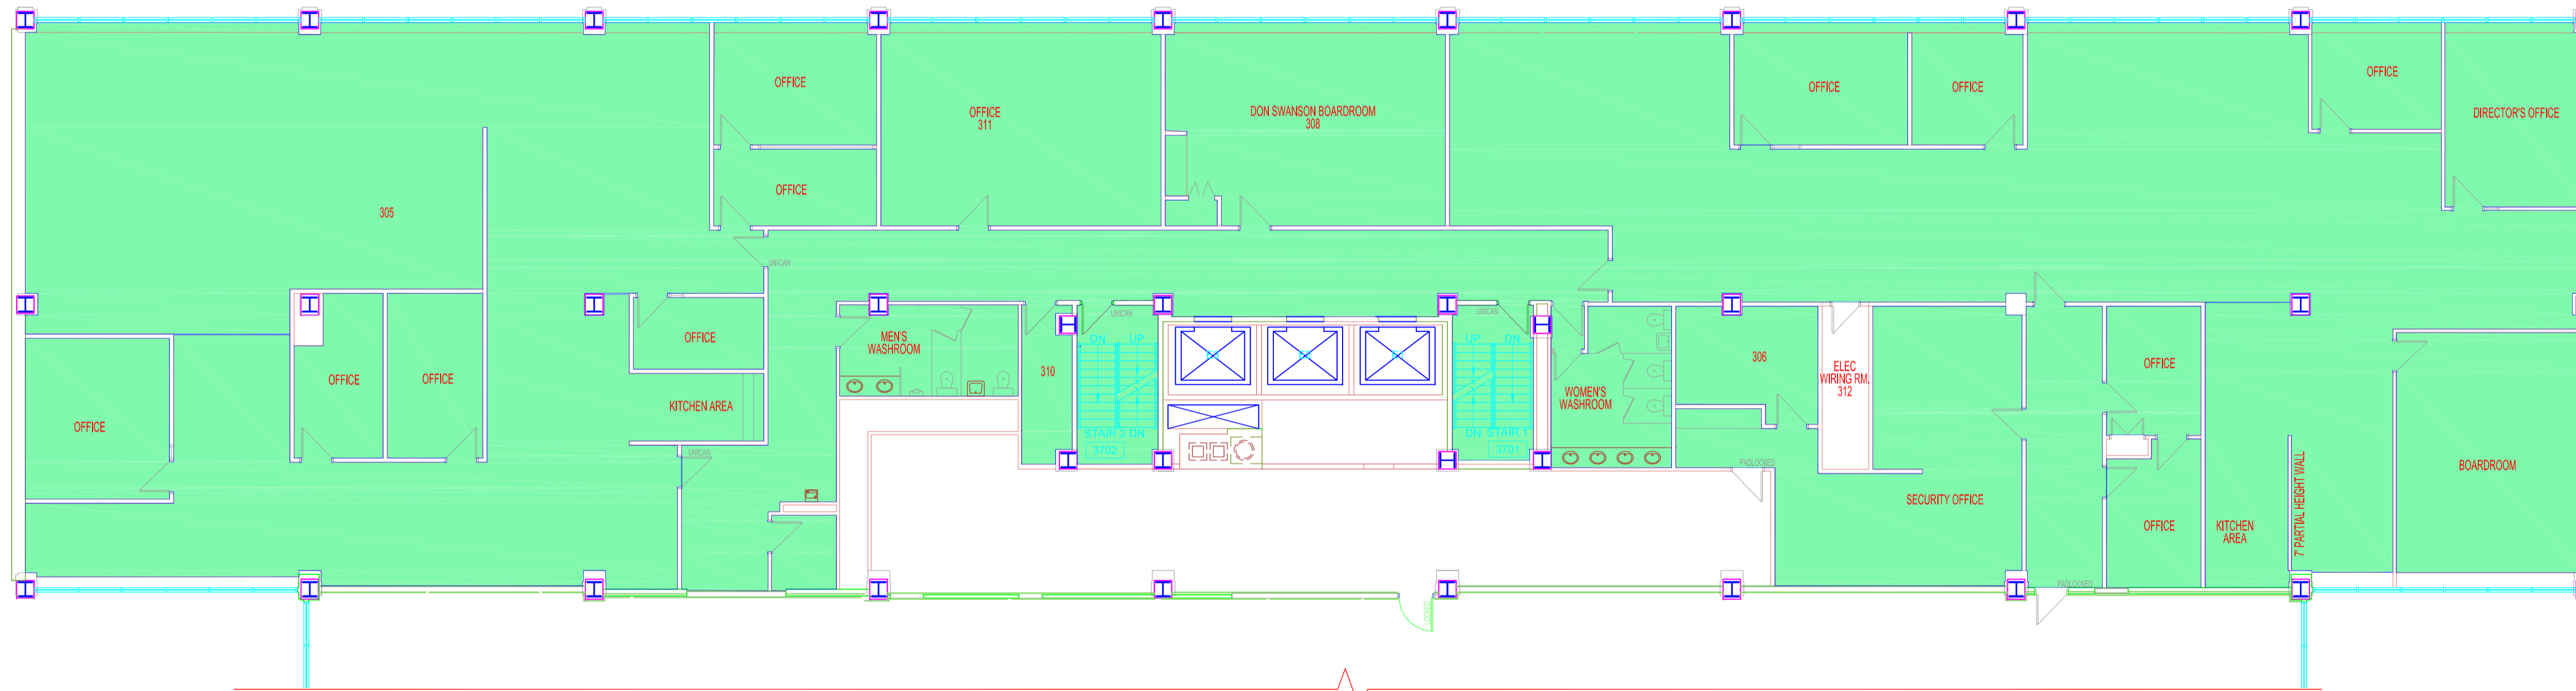 OFFICE
OFFICE
311
DON SWANSON BOARDROOM
308
OFFICE
OFFICE
OFFICE
DIRECTOR'S OFFICE
OFFICE
305
UNICAN
OFFICE
MEN'S
WASHROOM
UNICAN
UNICAN
DN
UP
UP
DN
306
ELEC
WIRING RM.
312
OFFICE
OFFICE
OFFICE
310
KITCHEN AREA
WOMEN'S
WASHROOM
OFFICE
STAIR 2 DN
3702
DN STAIR 1
3701
UNICAN
PADLOCKED
BOARDROOM
SECURITY OFFICE
7' PARTIAL HEIGHT WALL
OFFICE
KITCHEN
AREA
PADLOCKED
LOCKED